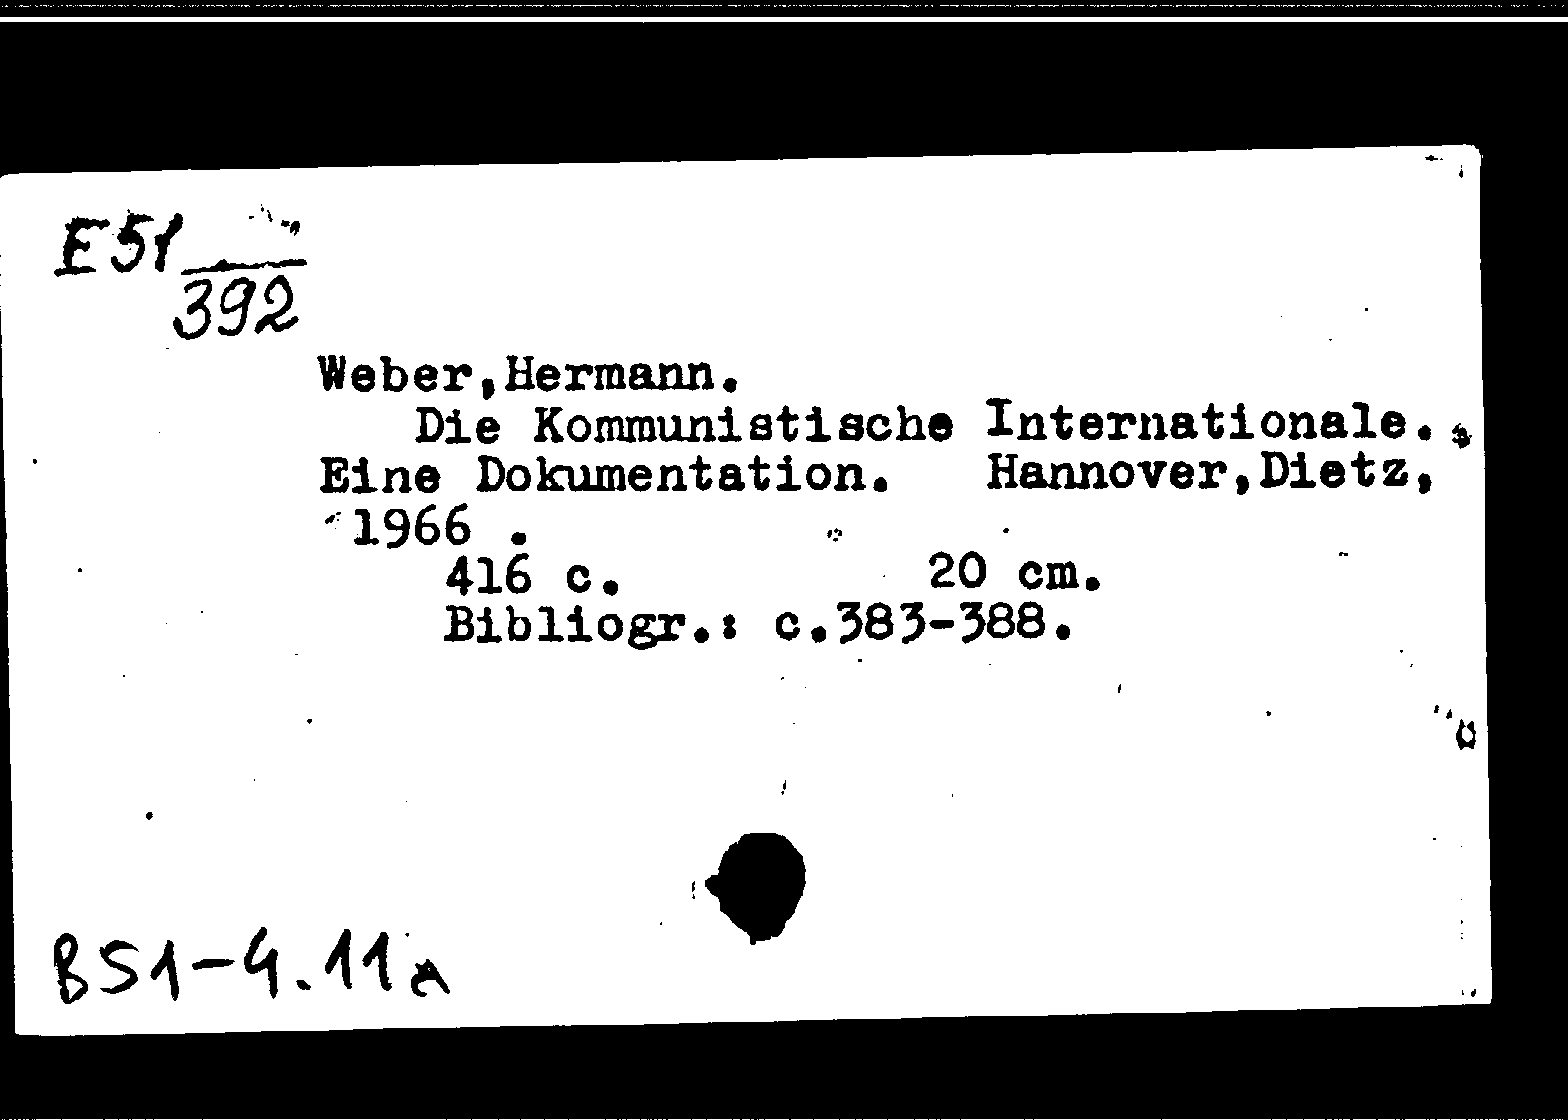 E51
392
Weber,Hermann.
Die Kommunistische Internationale.
Eine Dokumentation. Hannover,Dietz,
1966 .
416 c. 20 cm.
Bibliogr.: c.383-388.
B51-4.11a